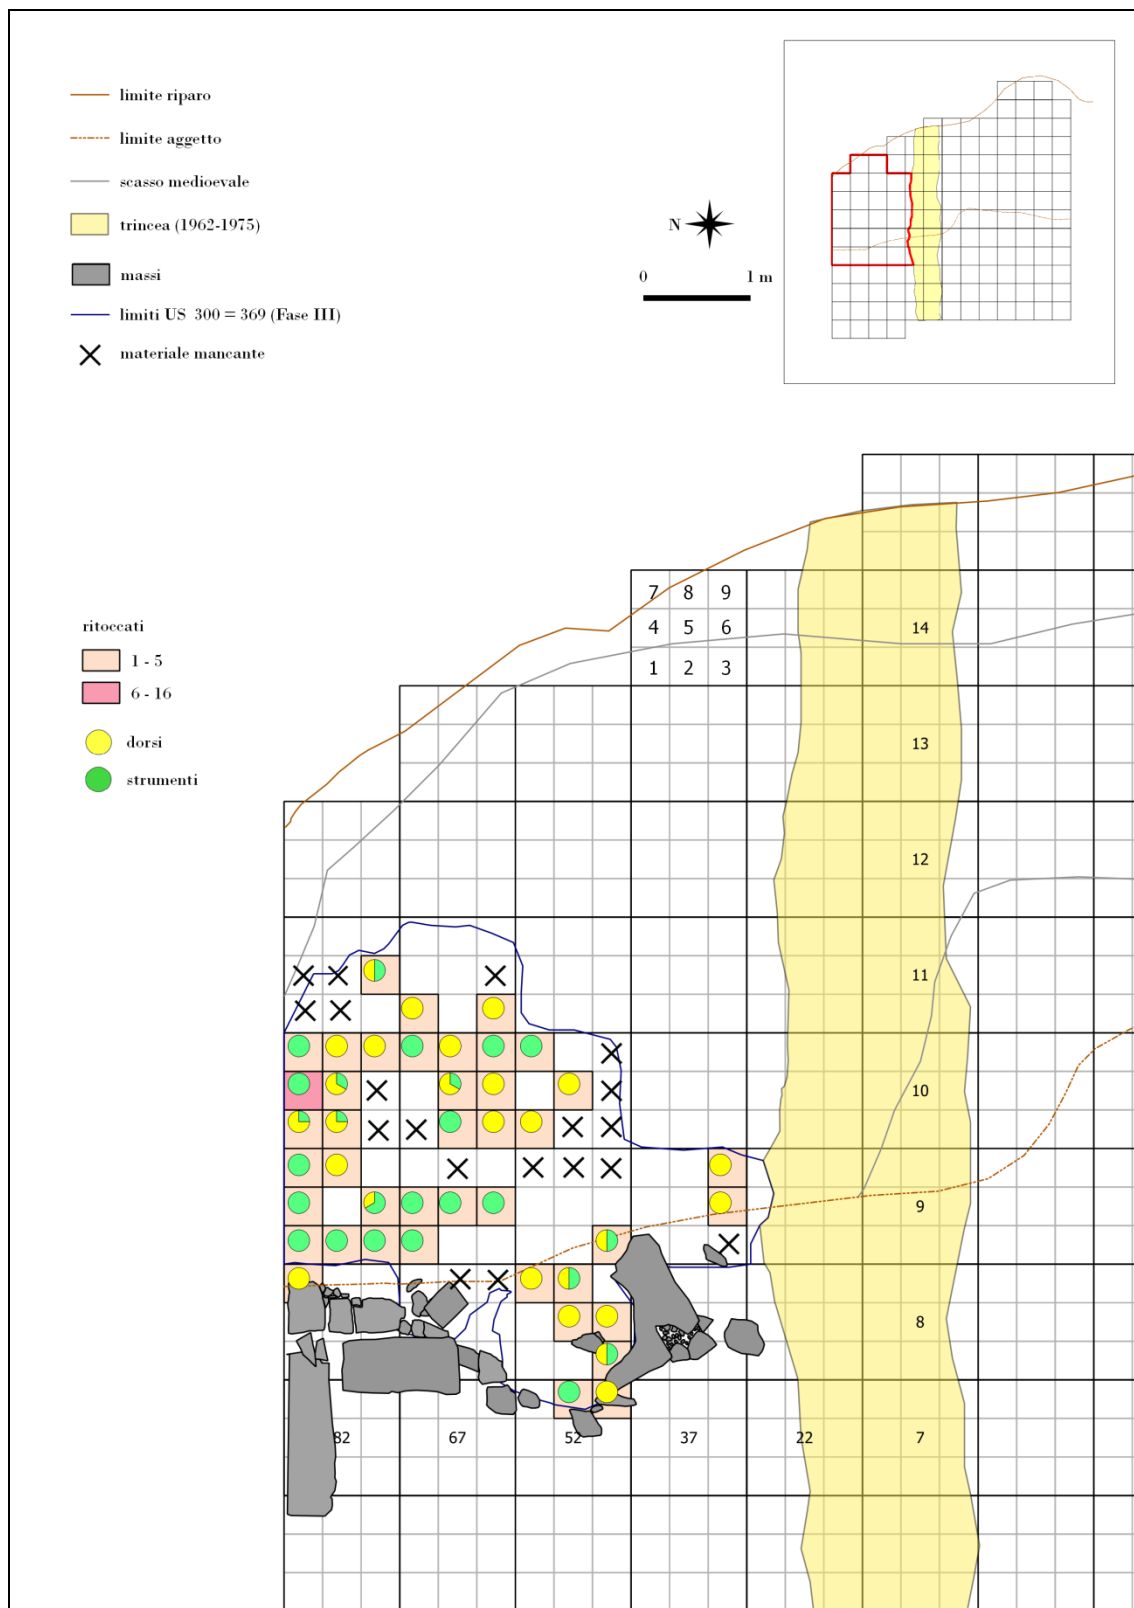 limite riparo
limite aggetto
scasso medioevale
trincea (1962-1975)
massi
limiti US 300 = 369 (Fase III)
materiale mancante
N
0 1 m
ritoccati
1 - 5
6 - 16
dorsi
strumenti
7 8 9
4 5 6
1 2 3
14
13
12
11
10
9
8
82 67 52 37 22 7